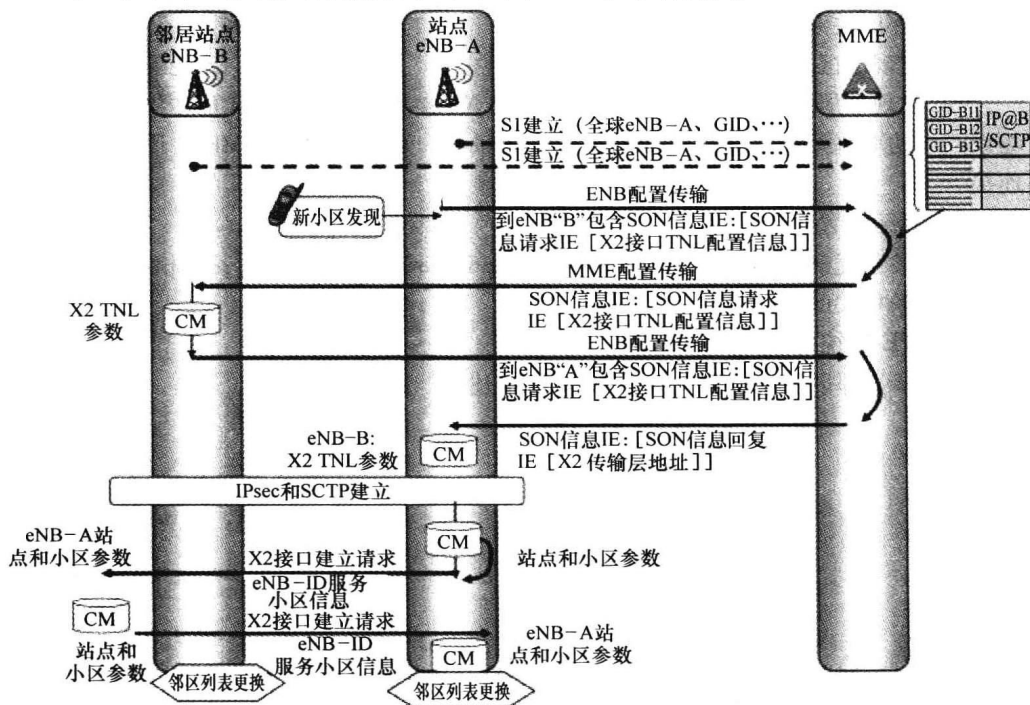 邻居站点
eNB-B
站点
eNB-A
MME
S1建立（全球eNB-A、GID、…）
S1建立（全球eNB-A、GID、…）
GID-B11
GID-B12
GID-B13
IP@B
/SCTP
新小区发现
ENB配置传输
到eNB“B”包含SON信息IE:[SON信
息请求IE [X2接口TNL配置信息]]
MME配置传输
SON信息IE:[SON信息请求
IE [X2接口TNL配置信息]]
X2 TNL
参数
CM
ENB配置传输
到eNB“A”包含SON信息IE:[SON信
息请求IE [X2接口TNL配置信息]]
SON信息IE:[SON信息回复
IE [X2 传输层地址]]
eNB-B:
X2 TNL参数
CM
IPsec和SCTP建立
CM
站点和小区参数
eNB-A站
点和小区参数
X2接口建立请求
eNB-ID服务
小区信息
CM
站点和
小区参数
X2接口建立请求
eNB-ID
服务小区信息
CM
eNB-A站
点和小区参数
邻区列表更换
邻区列表更换